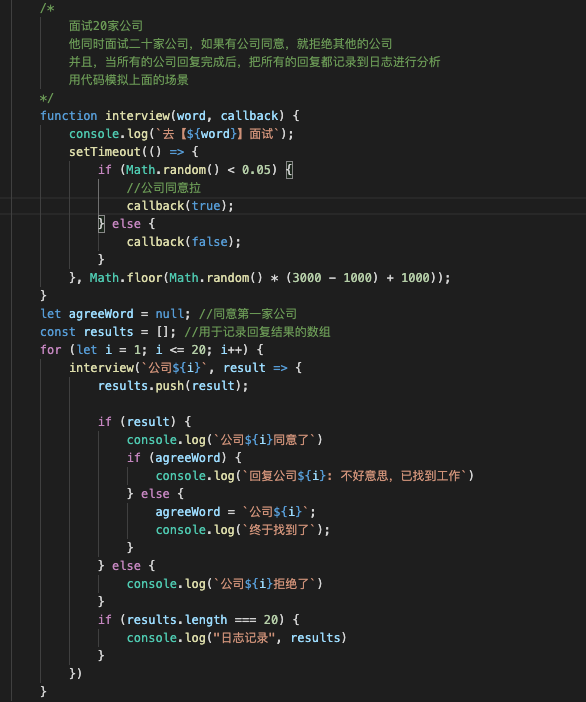 /*
面试20家公司
他同时面试二十家公司，如果有公司同意，就拒绝其他的公司
并且，当所有的公司回复完成后，把所有的回复都记录到日志进行分析
用代码模拟上面的场景
*/
function interview(word, callback) {
console.log(`去【${word}】面试`);
setTimeout(() => {
if (Math.random() < 0.05) {
//公司同意拉
callback(true);
} else {
callback(false);
}
}, Math.floor(Math.random() * (3000 - 1000) + 1000));
}
let agreeWord = null; //同意第一家公司
const results = []; //用于记录回复结果的数组
for (let i = 1; i <= 20; i++) {
interview(`公司${i}`, result => {
results.push(result);
if (result) {
console.log(`公司${i}同意了`)
if (agreeWord) {
console.log(`回复公司${i}: 不好意思，已找到工作`)
} else {
agreeWord = `公司${i}`;
console.log(`终于找到了`);
}
} else {
console.log(`公司${i}拒绝了`)
}
if (results.length === 20) {
console.log("日志记录", results)
}
})
}